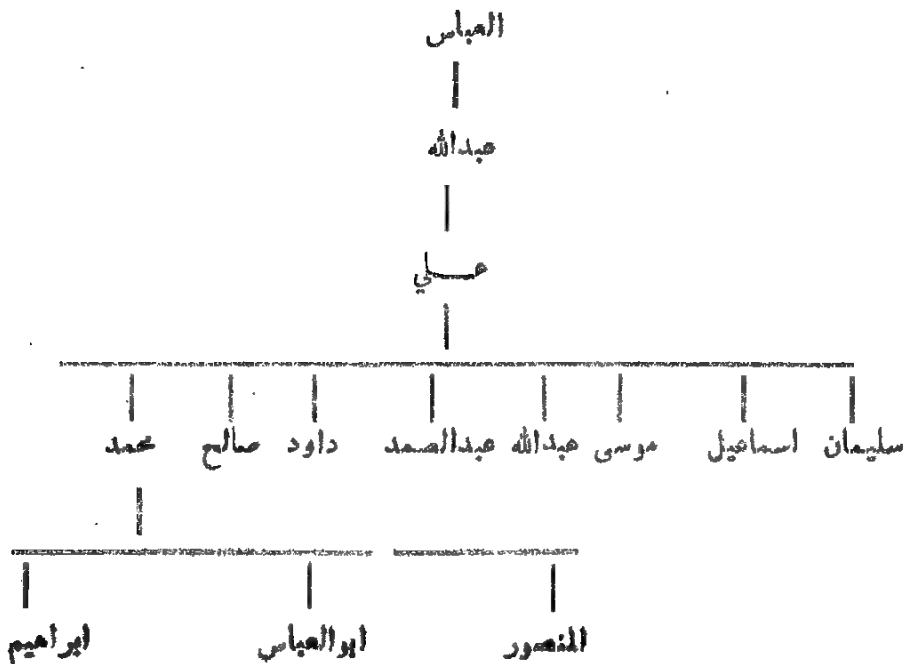 العباس
عبدالله
علي
سليمان اسماعيل موسى عبدالله عبدالصمد داود صالح محمد
المنصور ابوالعباس ابراهيم